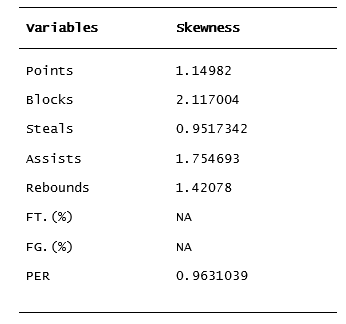 Variables Skewness
Points 1.14982
Blocks 2.117004
Steals 0.9517342
Assists 1.754693
Rebounds 1.42078
FT.(%) NA
FG.(%) NA
PER 0.9631039